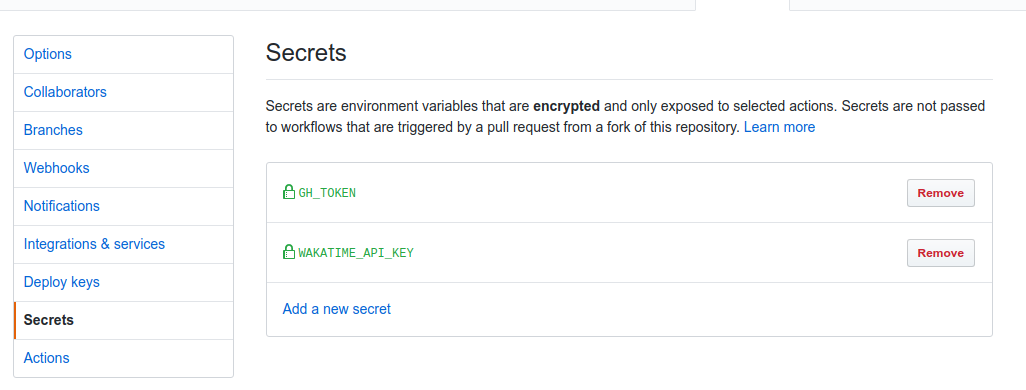 Options
Collaborators
Branches
Webhooks
Notifications
Integrations & services
Deploy keys
Secrets
Actions
Secrets
Secrets are environment variables that are encrypted and only exposed to selected actions. Secrets are not passed
to workflows that are triggered by a pull request from a fork of this repository. Learn more
GH_TOKEN Remove
WAKATIME_API_KEY Remove
Add a new secret